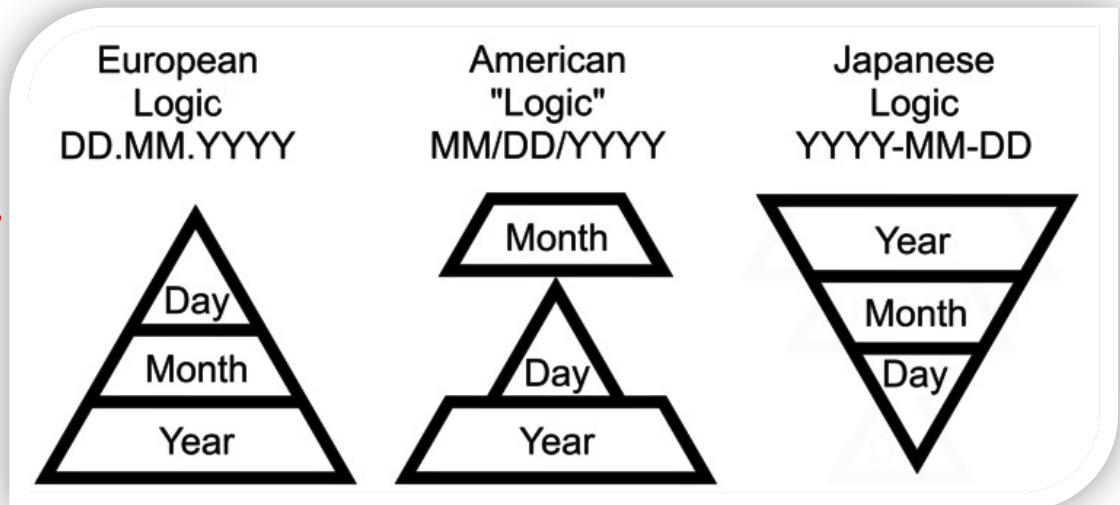 European
Logic
DD.MM.YYYY
Day
Month
Year
American
"Logic"
MM/DD/YYYY
Month
Day
Year
Japanese
Logic
YYYY-MM-DD
Year
Month
Day